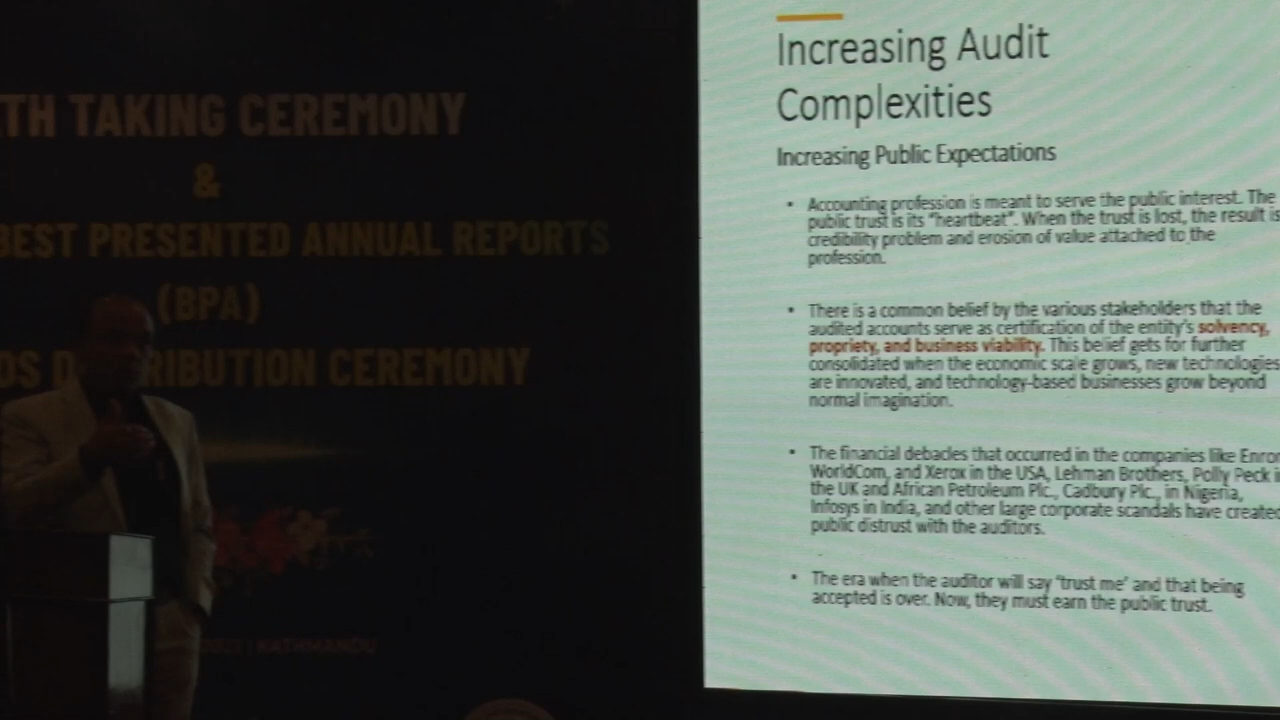 TH TAKING CEREMONY
&
BEST PRESENTED ANNUAL REPORTS
(BPA)
DS D RIBUTION CEREMONY
| KATHMANDU
Increasing Audit
Complexities
Increasing Public Expectations
• Accounting profession is meant to serve the public interest. The
public trust is its "heartbeat". When the trust is lost, the result is
credibility problem and erosion of value attached to the
profession.
• There is a common belief by the various stakeholders that the
audited accounts serve as certification of the entity's solvency,
propriety, and business viability. This belief gets for further
consolidated when the economic scale grows, new technologies
are innovated, and technology-based businesses grow beyond
normal imagination.
• The financial debacles that occurred in the companies like Enron
WorldCom, and Xerox in the USA, Lehman Brothers, Polly Peck in
the UK and African Petroleum Plc., Cadbury Plc., in Nigeria,
Infosys in India, and other large corporate scandals have created
public distrust with the auditors.
• The era when the auditor will say 'trust me' and that being
accepted is over. Now, they must earn the public trust.